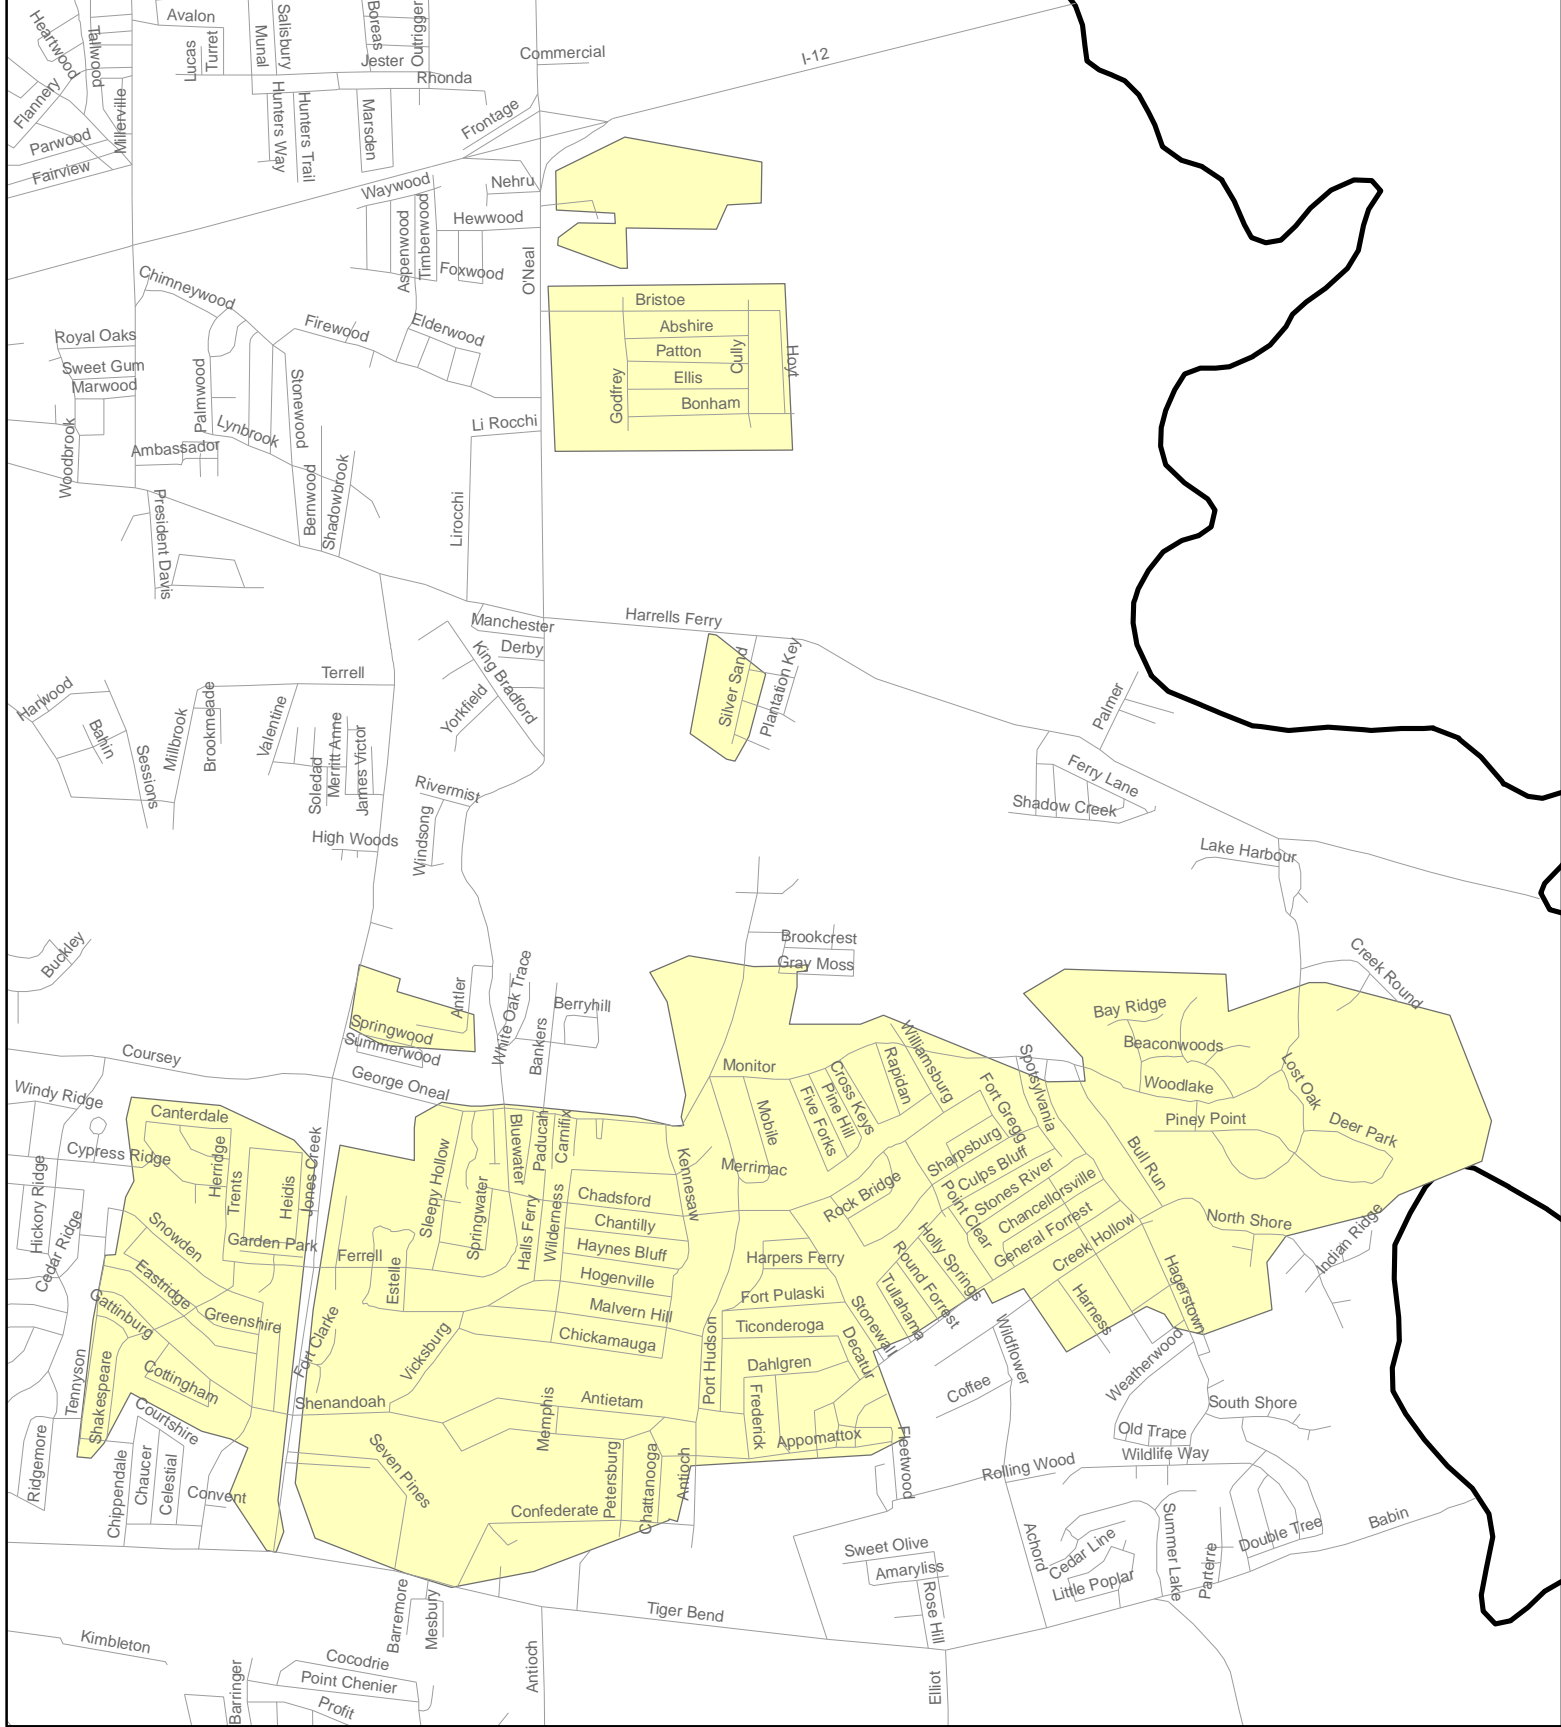 Heartwood
Tallwood
Avalon
Lucas
Turret
Munal
Salisbury
Boreas
Outrigger
Jester
Rhonda
Commercial
I-12
Flannery
Millerville
Hunters Way
Hunters Trail
Marsden
Frontage
Parwood
Fairview
Waywood
Nehru
Aspenwood
Timberwood
Hewwood
Foxwood
O'Neal
Chimneywood
Firewood
Elderwood
Bristoe
Abshire
Patton
Cully
Hoyt
Ellis
Godfrey
Bonham
Royal Oaks
Sweet Gum
Marwood
Palmwood
Stonewood
Lynbrook
Li Rocchi
Woodbrook
Ambassador
President Davis
Bernwood
Shadowbrook
Lirocchi
Manchester
Derby
King Bradford
Yorkfield
Harrells Ferry
Silver Sand
Plantation Key
Palmer
Terrell
Harwood
Bahin
Sessions
Millbrook
Brookmeade
Valentine
Soledad
Merritt Anne
James Victor
Rivermist
Windsong
High Woods
Ferry Lane
Shadow Creek
Lake Harbour
Buckley
Brookcrest
Gray Moss
Creek Round
Antler
White Oak Trace
Berryhill
Springwood
Summerwood
Bankers
Coursey
George Oneal
Windy Ridge
Bay Ridge
Beaconwoods
Woodlake
Lost Oak
Piney Point
Deer Park
Monitor
Mobile
Merrimac
Five Forks
Pine Hill
Cross Keys
Rapidan
Williamsburg
Fort Gregg
Spotsylvania
Sharpsburg
Culps Bluff
Stones River
Point Clear
Chancellorsville
General Forrest
Creek Hollow
Bull Run
Rock Bridge
North Shore
Indian Ridge
Hagerstown
Harness
Canterdale
Cypress Ridge
Herridge
Trents
Heidis
Jones Creek
Hickory Ridge
Cedar Ridge
Snowden
Garden Park
Eastridge
Gattinburg
Greenshire
Cottingham
Tennyson
Shakespeare
Courtshire
Chippendale
Chaucer
Celestial
Convent
Ridgemore
Sleepy Hollow
Springwater
Bluewater
Paducah
Carnifix
Halls Ferry
Wilderness
Kennesaw
Chadsford
Chantilly
Haynes Bluff
Hogenville
Malvern Hill
Chickamauga
Ferrell
Estelle
Fort Clarke
Vicksburg
Shenandoah
Antietam
Memphis
Seven Pines
Petersburg
Chattanooga
Antioch
Confederate
Port Hudson
Harpers Ferry
Fort Pulaski
Ticonderoga
Dahlgren
Frederick
Appomattox
Decatur
Stonewall
Tullahama
Round Forrest
Holly Springs
Fleetwood
Wildflower
Coffee
Weatherwood
South Shore
Old Trace
Wildlife Way
Rolling Wood
Achord
Cedar Line
Little Poplar
Summer Lake
Parterre
Double Tree
Babin
Sweet Olive
Amaryliss
Rose Hill
Elliot
Tiger Bend
Barremore
Mesbury
Antioch
Kimbleton
Cocodrie
Point Chenier
Profit
Barringer